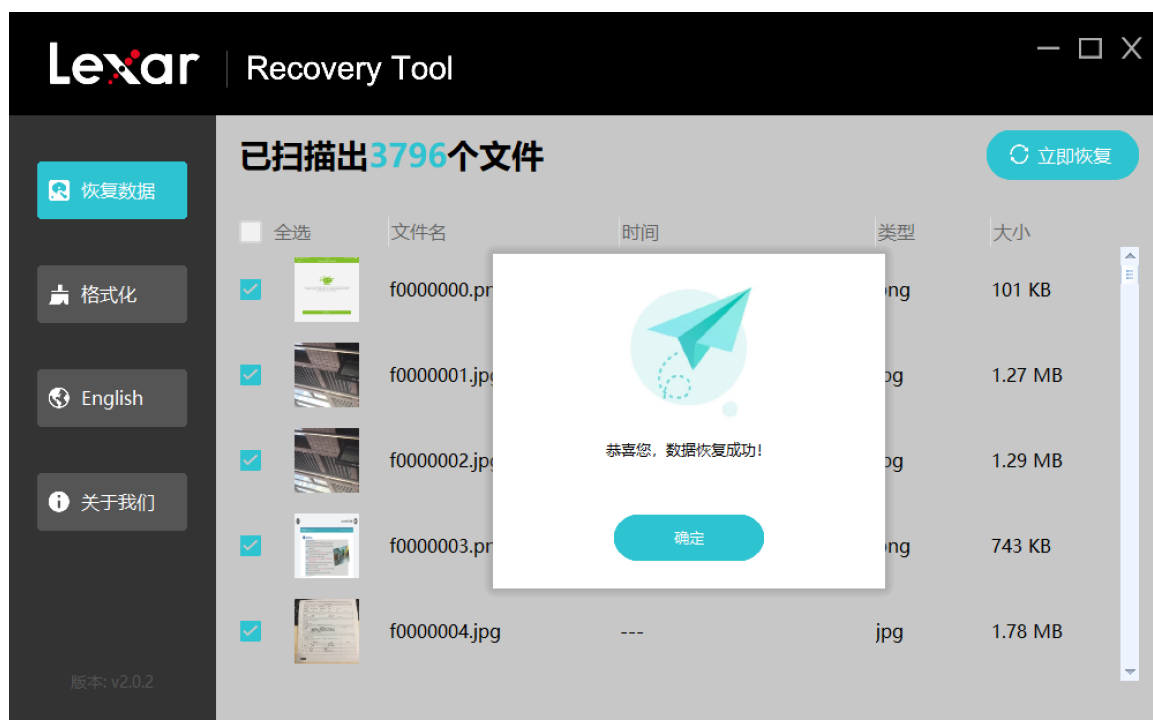 Lexar Recovery Tool
恢复数据
格式化
English
关于我们
版本: v2.0.2
已扫描出3796个文件
立即恢复
全选 文件名 时间 类型 大小
f0000000.pn 101 KB
f0000001.jpg 1.27 MB
f0000002.jpg 1.29 MB
f0000003.pn 743 KB
f0000004.jpg --- jpg 1.78 MB
恭喜您，数据恢复成功!
确定